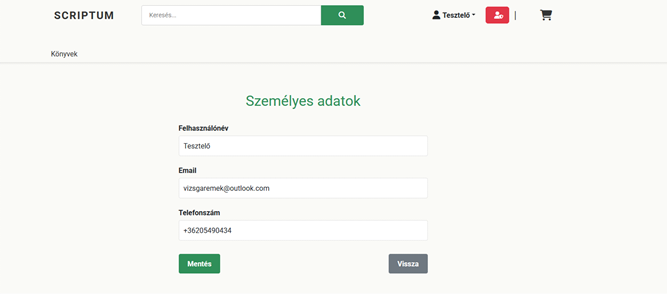 SCRIPTUM
Keresés...
Tesztelő
|
Könyvek
Személyes adatok
Felhasználónév
Tesztelő
Email
vizsgaremek@outlook.com
Telefonszám
+36205490434
Mentés
Vissza